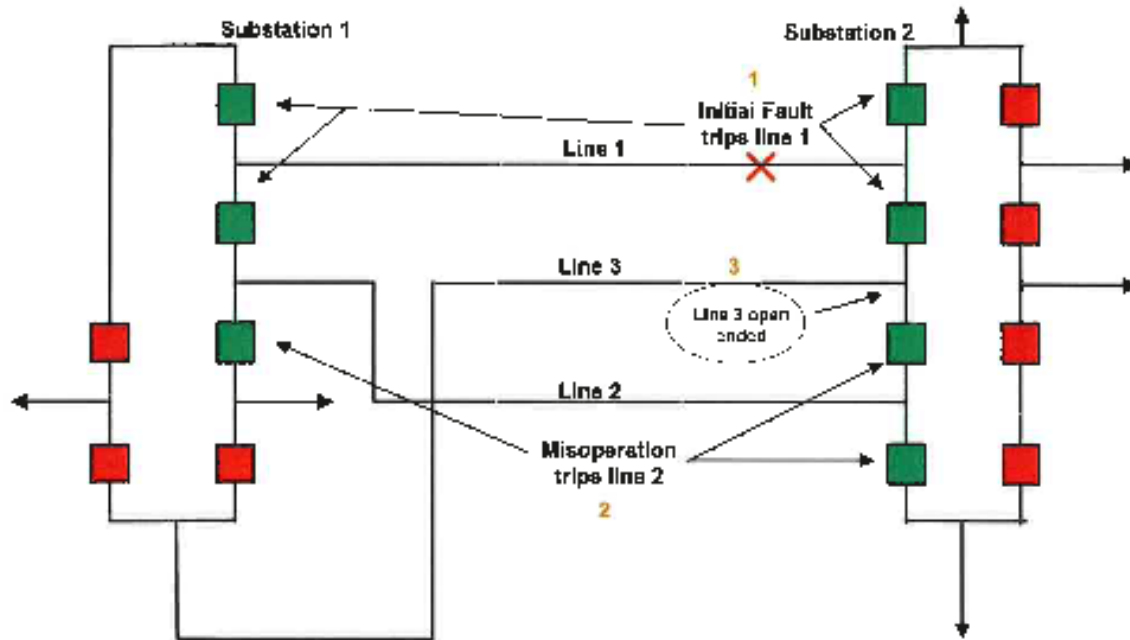 Substation 1
Substation 2
1
Initial Fault
trips line 1
Line 1
Line 3
3
Line 3 open
ended
Line 2
Misoperation
trips line 2
2